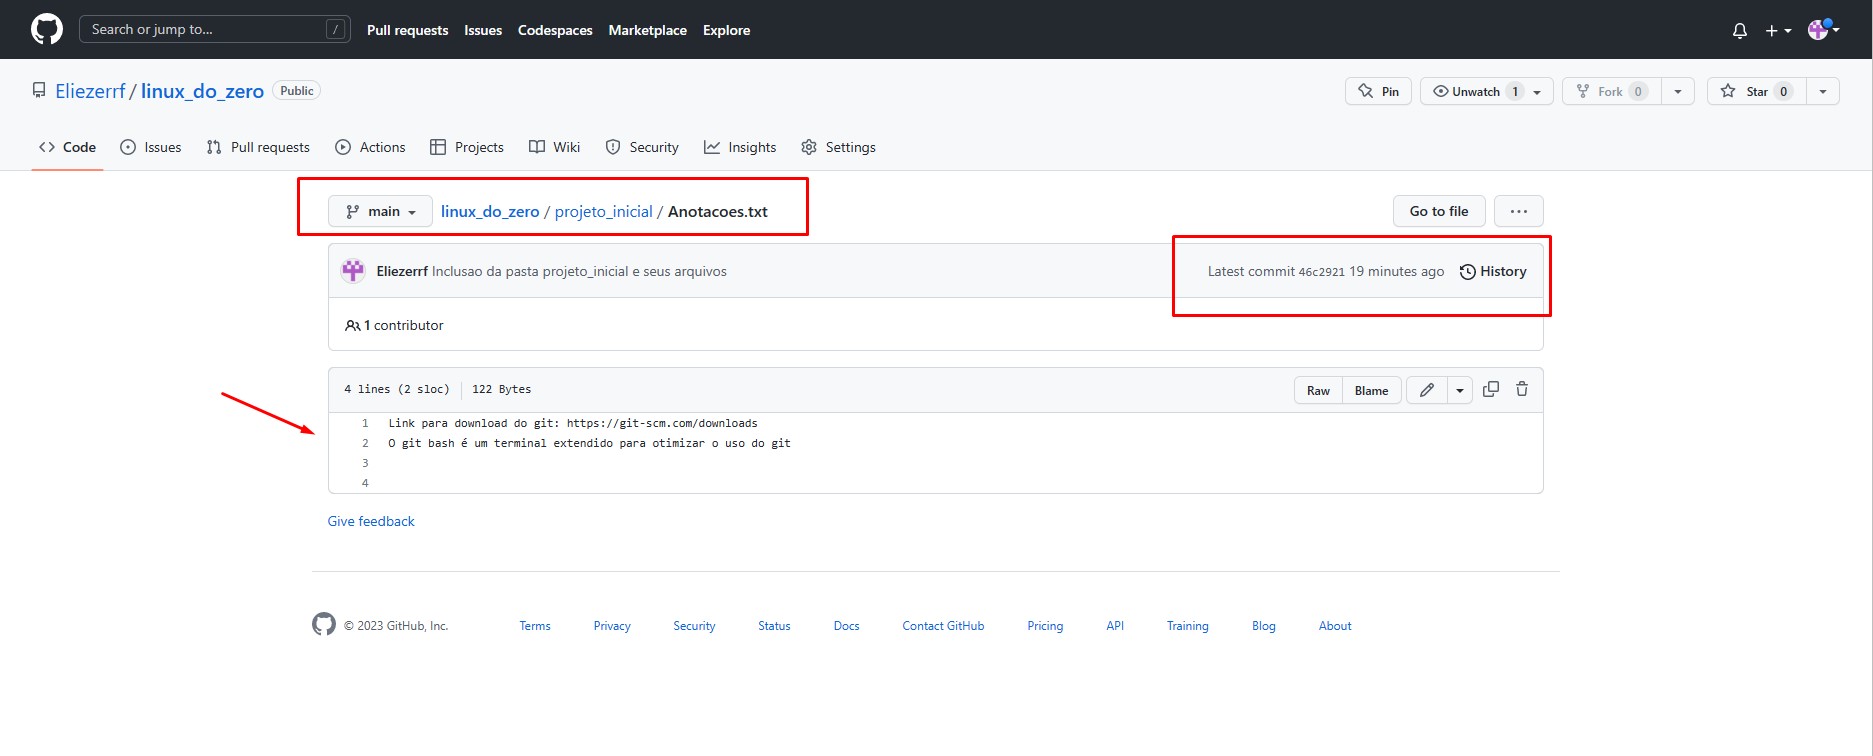 Search or jump to... /
Pull requests Issues Codespaces Marketplace Explore
Eliezerrf / linux_do_zero Public
Pin Unwatch 1 Fork 0 Star 0
Code Issues Pull requests Actions Projects Wiki Security Insights Settings
main linux_do_zero / projeto_inicial / Anotacoes.txt
Go to file ...
Eliezerrf Inclusao da pasta projeto_inicial e seus arquivos
Latest commit 46c2921 19 minutes ago History
1 contributor
4 lines (2 sloc) 122 Bytes
Raw Blame
1 Link para download do git: https://git-scm.com/downloads
2 O git bash é um terminal extendido para otimizar o uso do git
3
4
Give feedback
© 2023 GitHub, Inc. Terms Privacy Security Status Docs Contact GitHub Pricing API Training Blog About